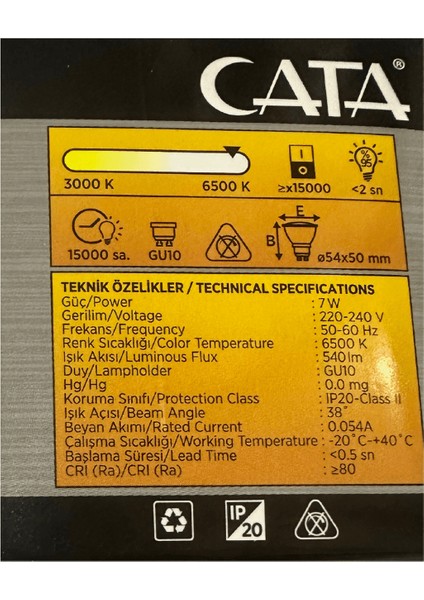 CATA®
3000 K 6500 K ≥x15000 %95 <2 sn
15000 sa. GU10 E B ø54x50 mm
TEKNİK ÖZELİKLER / TECHNICAL SPECIFICATIONS
Güç/Power : 7 W
Gerilim/Voltage : 220-240 V
Frekans/Frequency : 50-60 Hz
Renk Sıcaklığı/Color Temperature : 6500 K
Işık Akısı/Luminous Flux : 540 lm
Duy/Lampholder : GU10
Hg/Hg : 0.0 mg
Koruma Sınıfı/Protection Class : IP20-Class II
Işık Açısı/Beam Angle : 38°
Beyan Akımı/Rated Current : 0.054A
Çalışma Sıcaklığı/Working Temperature : -20°C-+40°C
Başlama Süresi/Lead Time : <0.5 sn
CRI (Ra)/CRI (Ra) : ≥80
IP 20